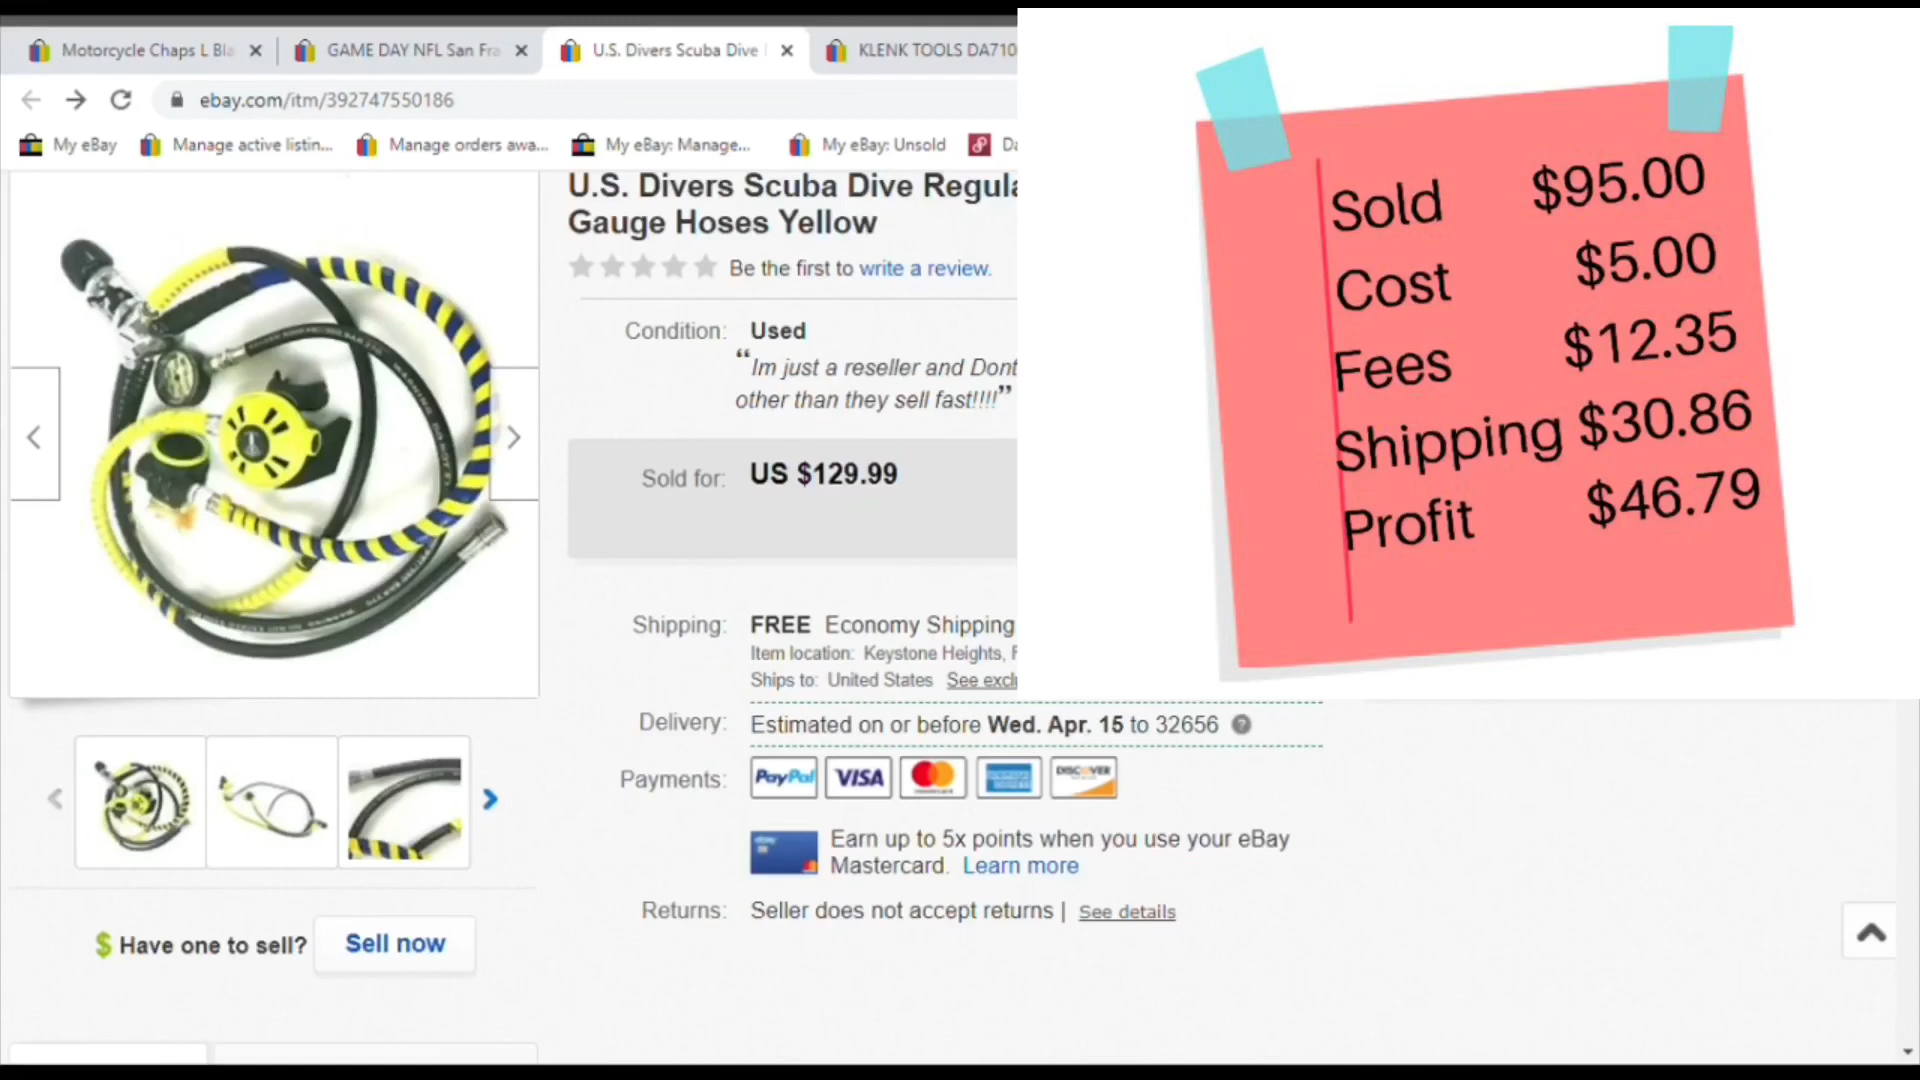 Motorcycle Chaps L Bla
GAME DAY NFL San Fra
U.S. Divers Scuba Dive
KLENK TOOLS DA710
ebay.com/itm/392747550186
My eBay
Manage active listin...
Manage orders awa...
My eBay: Manage...
My eBay: Unsold
U.S. Divers Scuba Dive Regula
Gauge Hoses Yellow
Be the first to write a review.
Condition: Used
“Im just a reseller and Dont
other than they sell fast!!!!”
Sold for: US $129.99
Shipping: FREE Economy Shipping
Item location: Keystone Heights, F
Ships to: United States See exclu
Delivery: Estimated on or before Wed. Apr. 15 to 32656
Payments: PayPal VISA mastercard AMERICAN EXPRESS DISCOVER
Earn up to 5x points when you use your eBay
Mastercard. Learn more
Returns: Seller does not accept returns | See details
$ Have one to sell? Sell now
Sold $95.00
Cost $5.00
Fees $12.35
Shipping $30.86
Profit $46.79